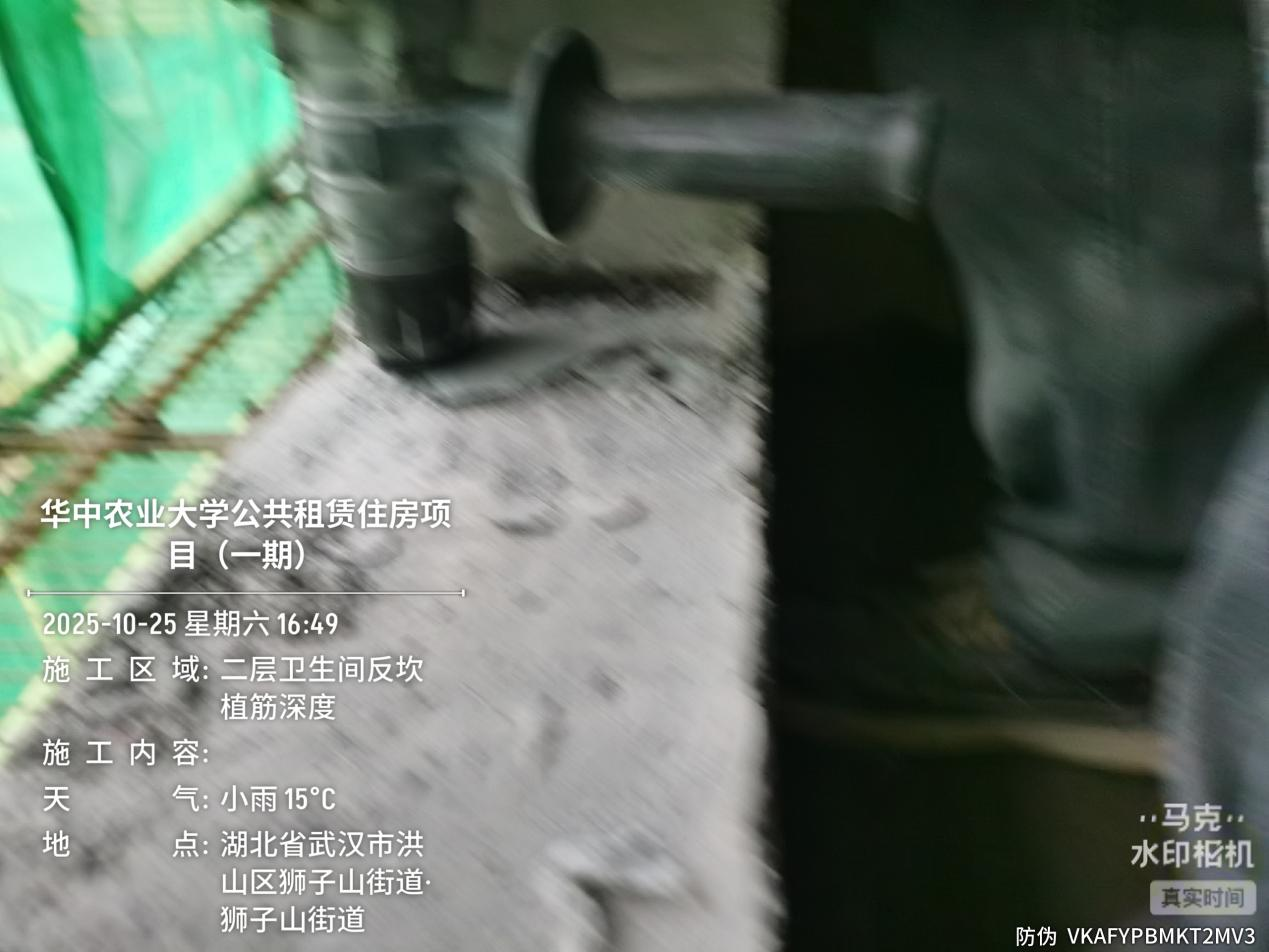 华中农业大学公共租赁住房项
目（一期）
2025-10-25 星期六 16:49
施工区域: 二层卫生间反坎
植筋深度
施工内容:
天气: 小雨 15°C
地点: 湖北省武汉市洪
山区狮子山街道·
狮子山街道
马克
水印相机
真实时间
防伪 VKAFYPBMKT2MV3